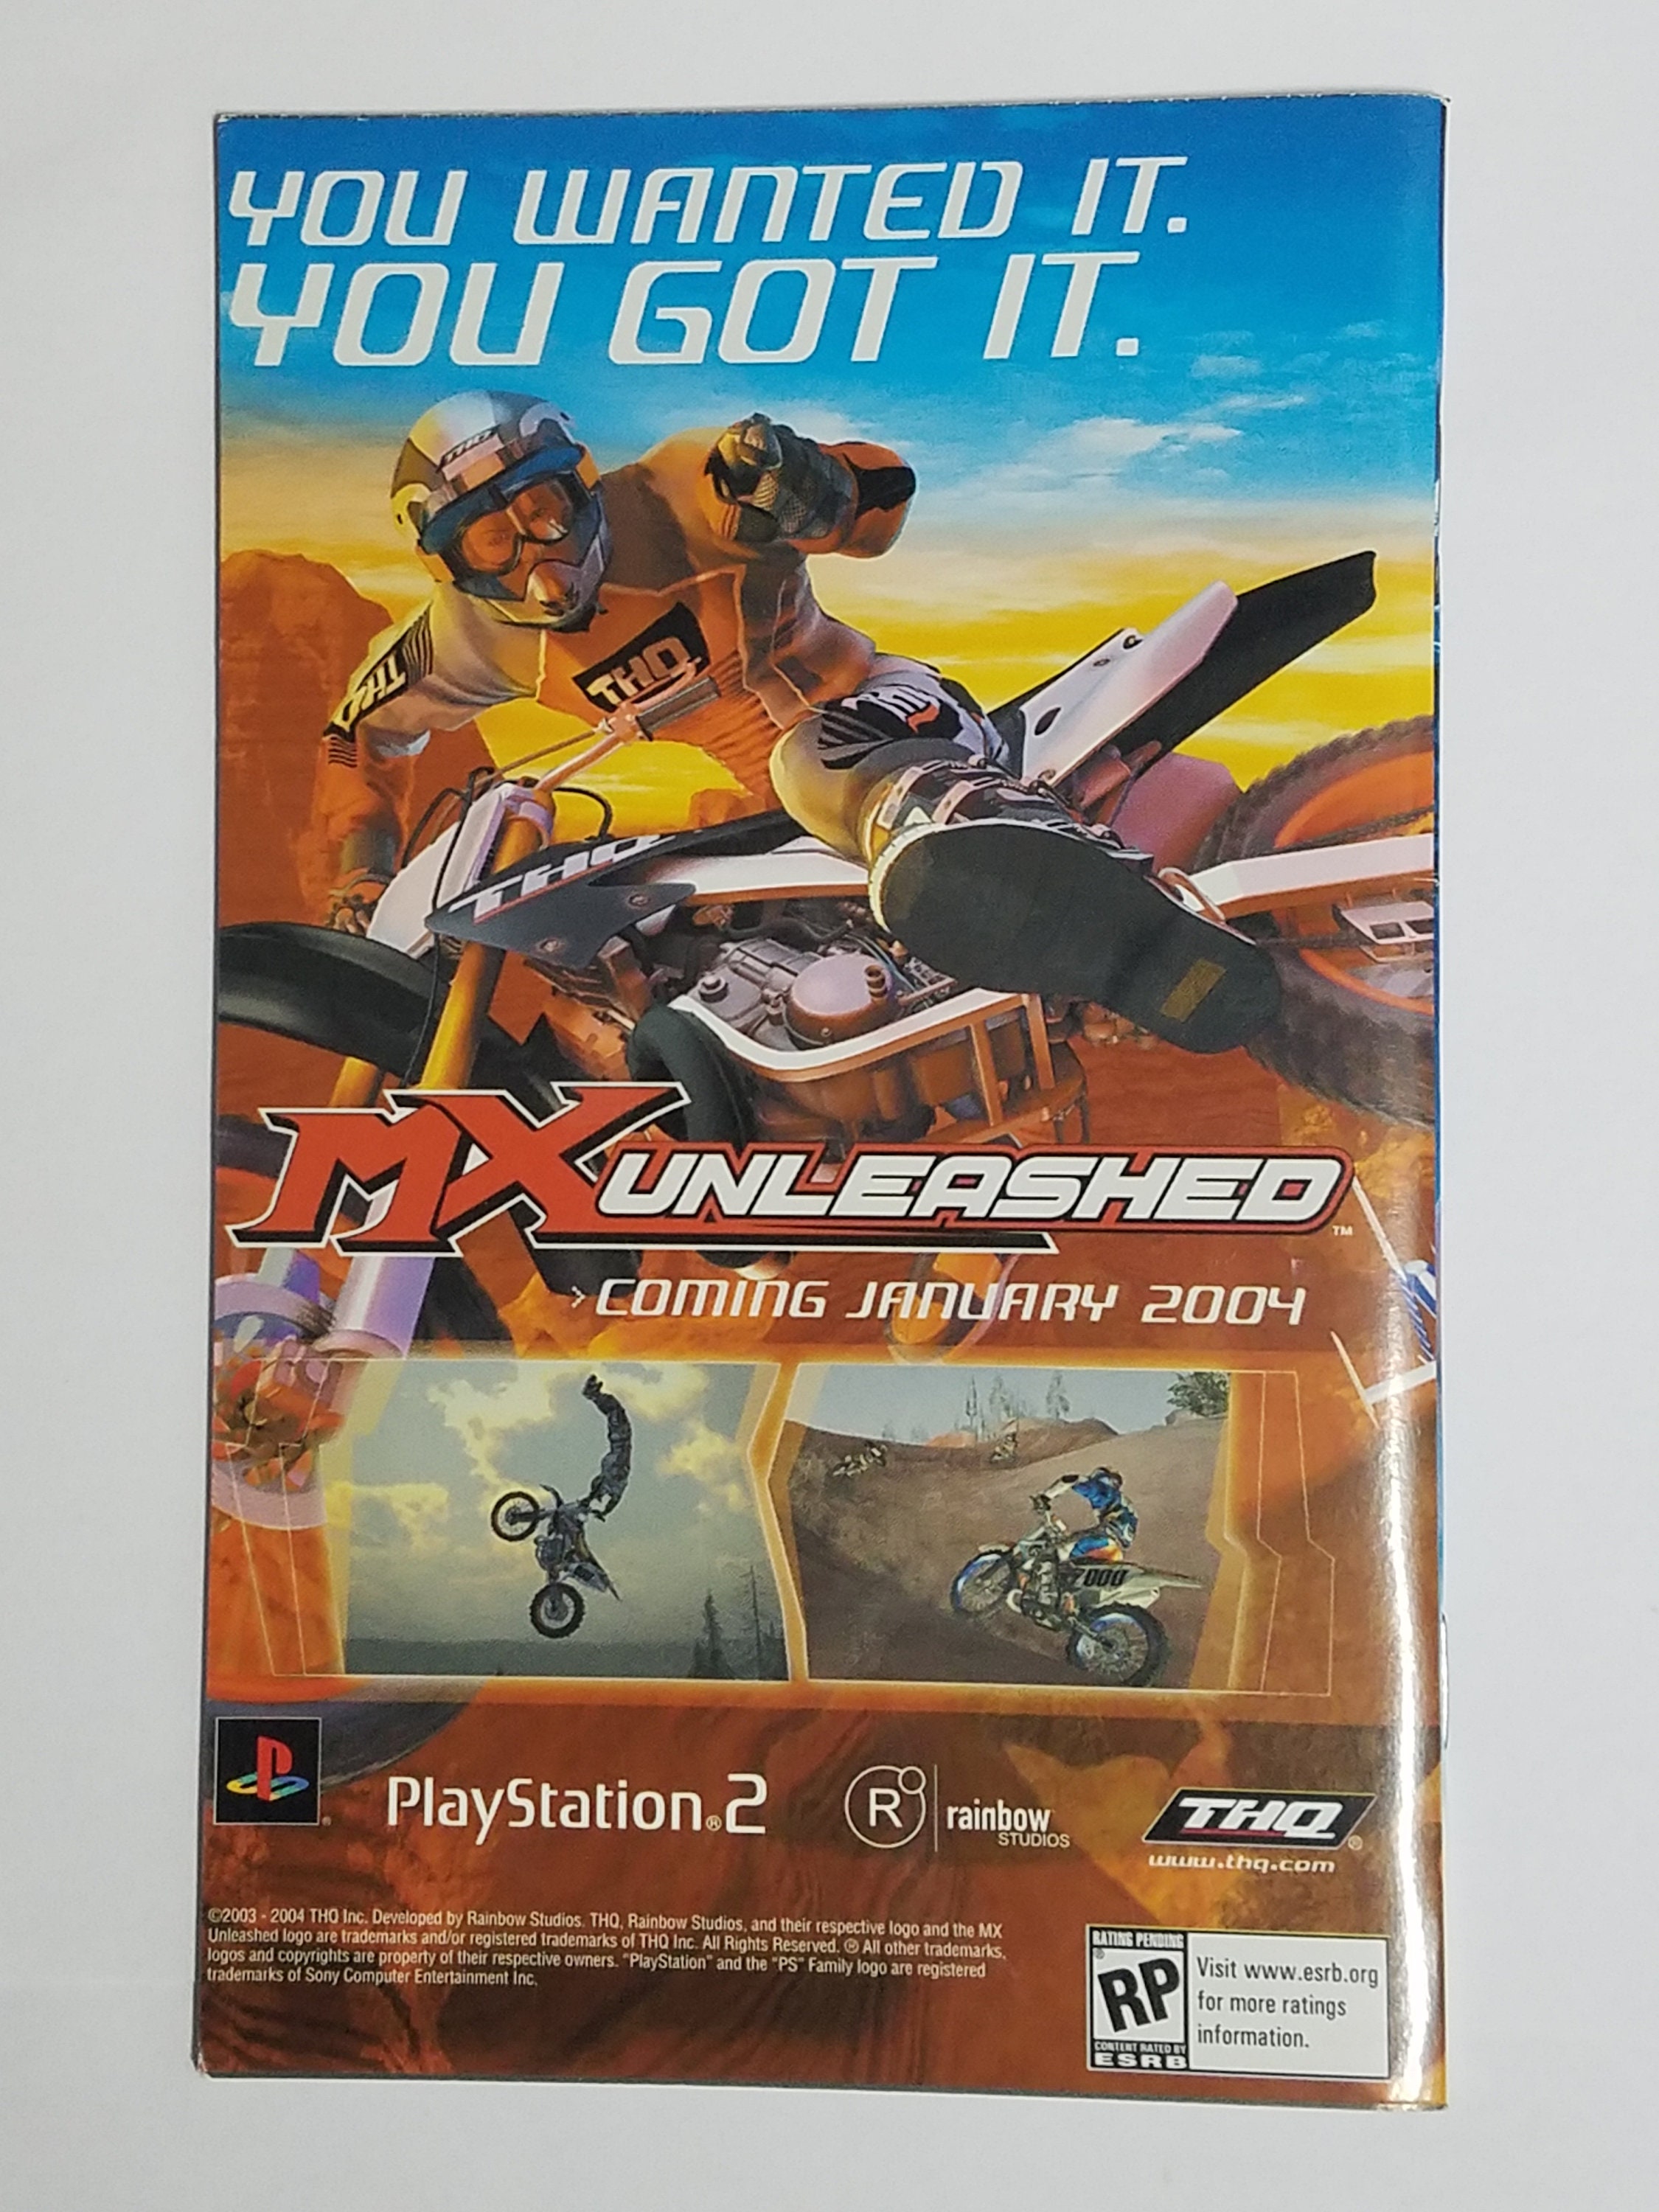 YOU WANTED IT.
YOU GOT IT.
THQ
THQ
THQ
THQ
THQ
MX UNLEASHED™
COMING JANUARY 2004
PlayStation®2
R
rainbow
STUDIOS
THQ®
www.thq.com
©2003 - 2004 THQ Inc. Developed by Rainbow Studios. THQ, Rainbow Studios, and their respective logo and the MX
Unleashed logo are trademarks and/or registered trademarks of THQ Inc. All Rights Reserved. ® All other trademarks,
logos and copyrights are property of their respective owners. "PlayStation" and the "PS" Family logo are registered
trademarks of Sony Computer Entertainment Inc.
RATING PENDING
RP
CONTENT RATED BY
ESRB
Visit www.esrb.org
for more ratings
information.